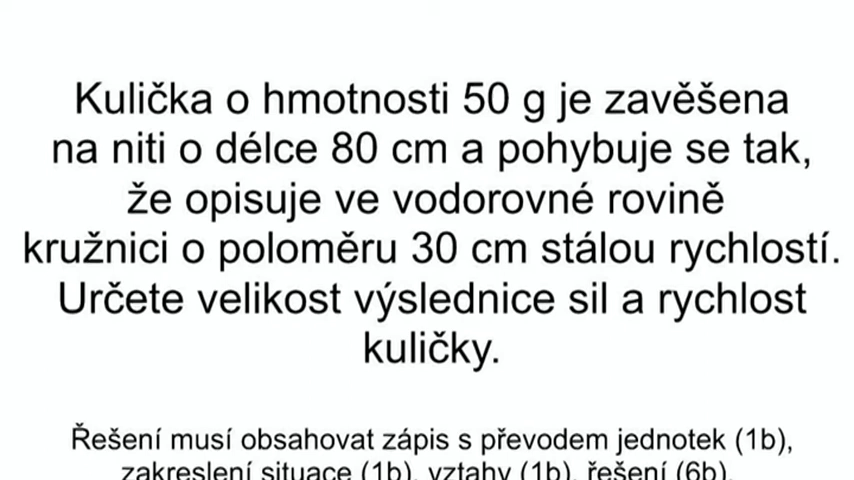 Kulička o hmotnosti 50 g je zavěšena
na niti o délce 80 cm a pohybuje se tak,
že opisuje ve vodorovné rovině
kružnici o poloměru 30 cm stálou rychlostí.
Určete velikost výslednice sil a rychlost
kuličky.
Řešení musí obsahovat zápis s převodem jednotek (1b),
zakreslení situace (1b), vztahy (1b), řešení (6b).